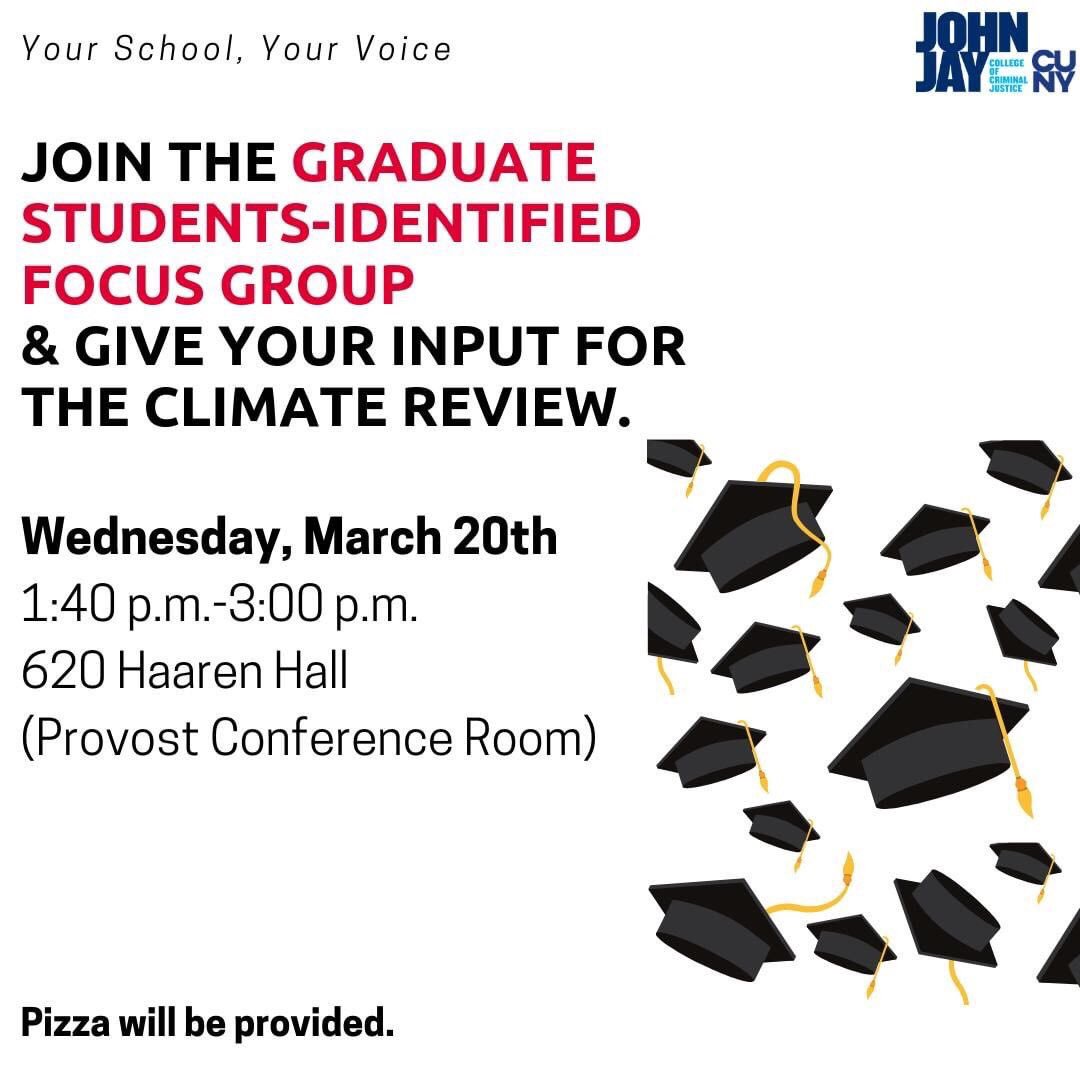 Your School, Your Voice
JOHN
JAY
COLLEGE
OF
CRIMINAL
JUSTICE
CU
NY
JOIN THE GRADUATE
STUDENTS-IDENTIFIED
FOCUS GROUP
& GIVE YOUR INPUT FOR
THE CLIMATE REVIEW.
Wednesday, March 20th
1:40 p.m.-3:00 p.m.
620 Haaren Hall
(Provost Conference Room)
Pizza will be provided.